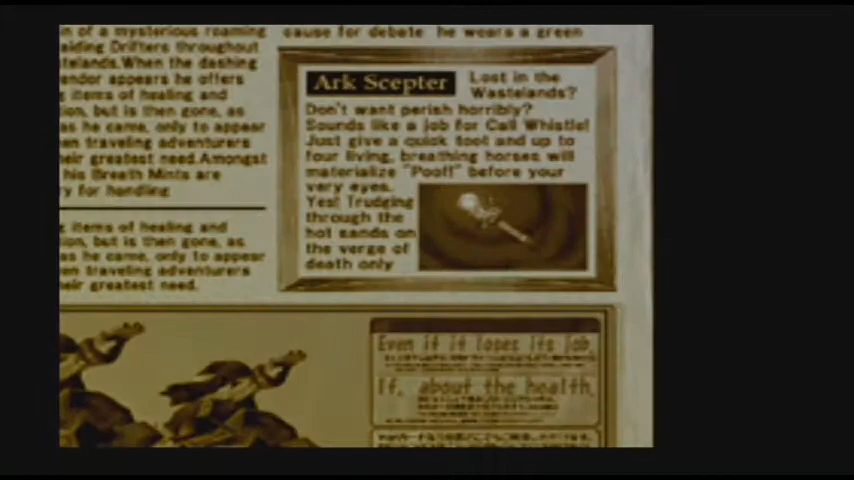 n of a mysterious roaming
aiding Drifters throughout
telands.When the dashing
endor appears he offers
g items of healing and
ion, but is then gone, as
as he came, only to appear
en traveling adventurers
heir greatest need.Amongst
his Breath Mints are
ry for handling
g items of healing and
ion, but is then gone, as
as he came, only to appear
en traveling adventurers
heir greatest need.
cause for debate he wears a green
Ark Scepter
Lost in the
Wastelands?
Don't want perish horribly?
Sounds like a job for Call Whistle!
Just give a quick toot and up to
four living, breathing horses will
materialize "Poof!" before your
very eyes.
Yes! Trudging
through the
hot sands on
the verge of
death only
Even if it loses its job,
If, about the health,